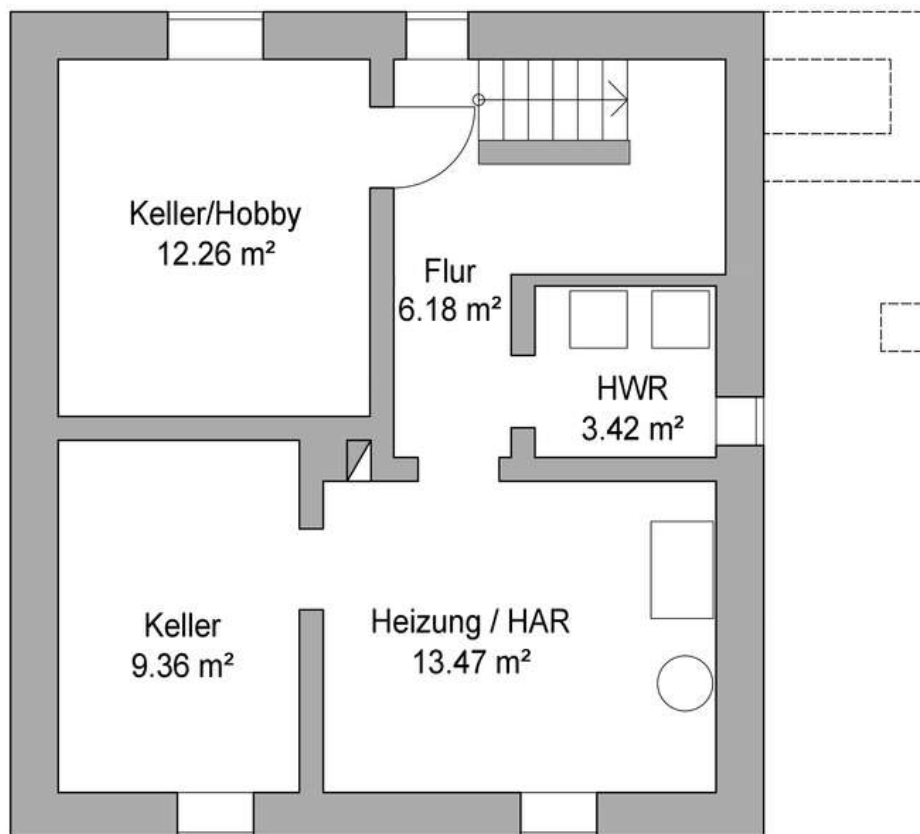 Keller/Hobby
12.26 m²
Flur
6.18 m²
HWR
3.42 m²
Keller
9.36 m²
Heizung / HAR
13.47 m²